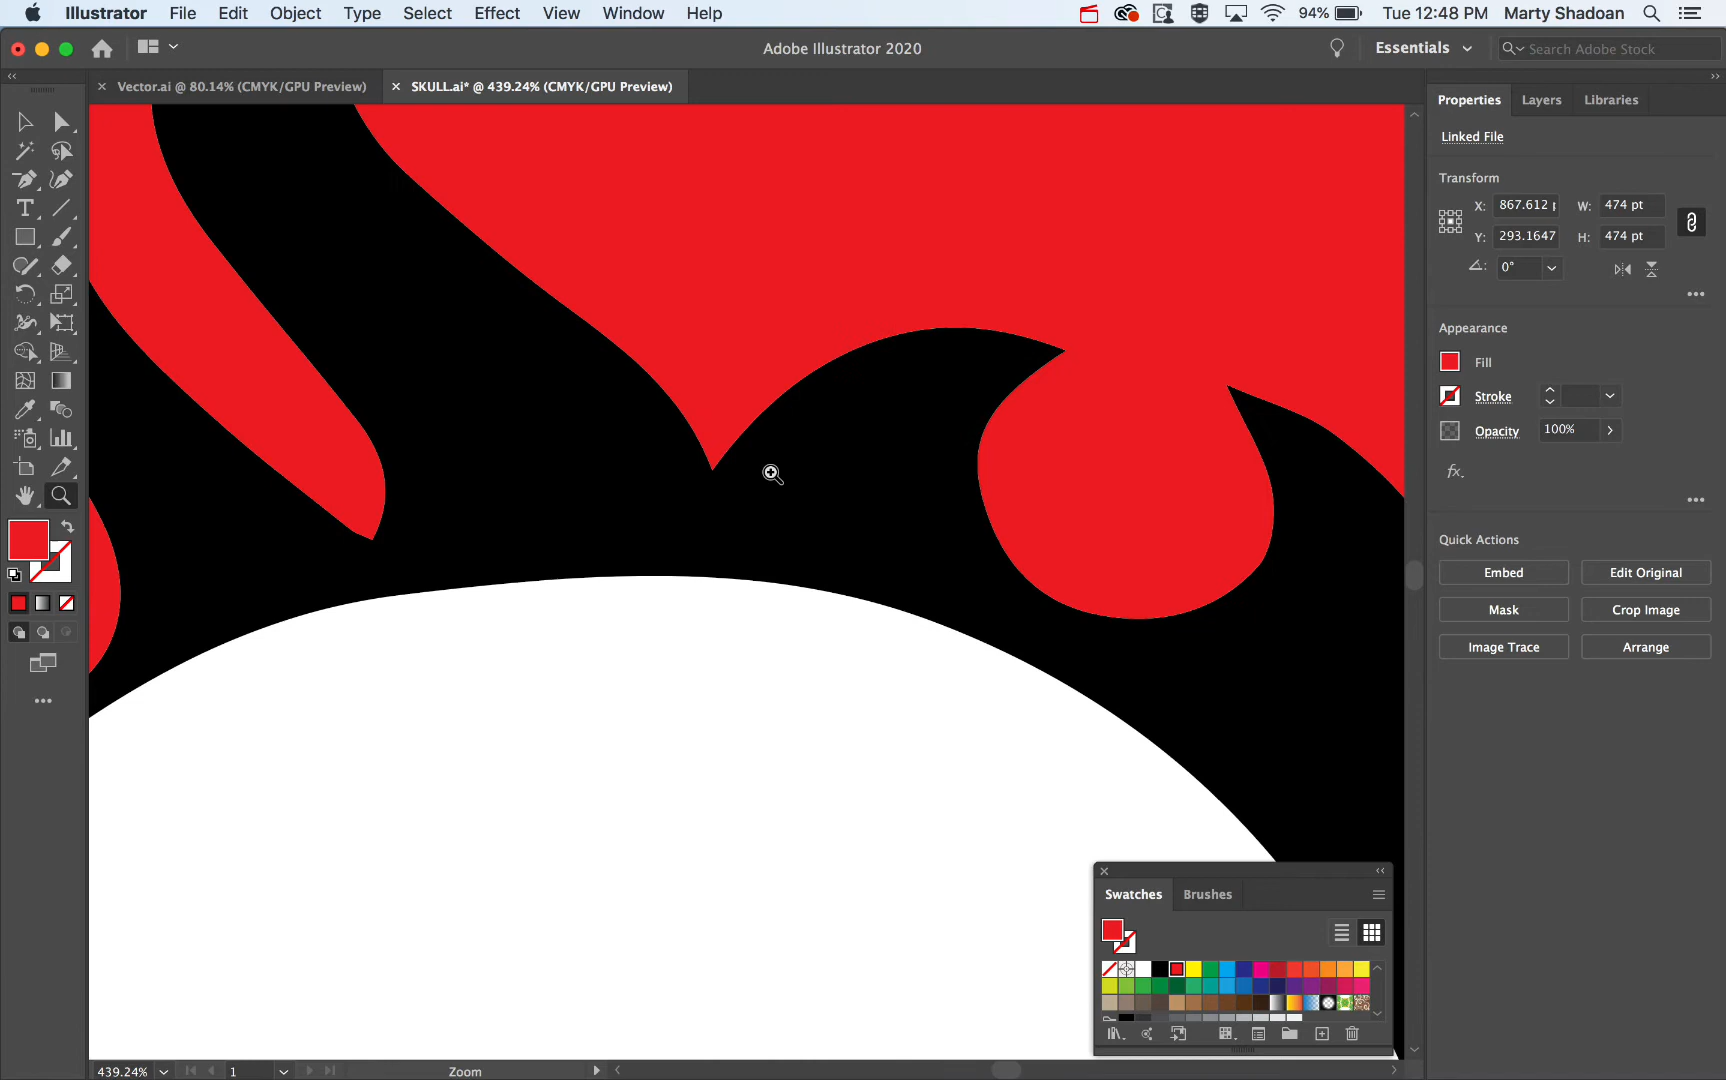 Illustrator File Edit Object Type Select Effect View Window Help 94% Tue 12:48 PM Marty Shadoan
Adobe Illustrator 2020 Essentials Search Adobe Stock
Vector.ai @ 80.14% (CMYK/GPU Preview) SKULL.ai* @ 439.24% (CMYK/GPU Preview)
Properties Layers Libraries
Linked File
Transform
X: 867.612 W: 474 pt
Y: 293.1647 H: 474 pt
0°
Appearance
Fill
Stroke
Opacity 100%
fx.
Quick Actions
Embed Edit Original
Mask Crop Image
Image Trace Arrange
Swatches Brushes
439.24% 1 Zoom